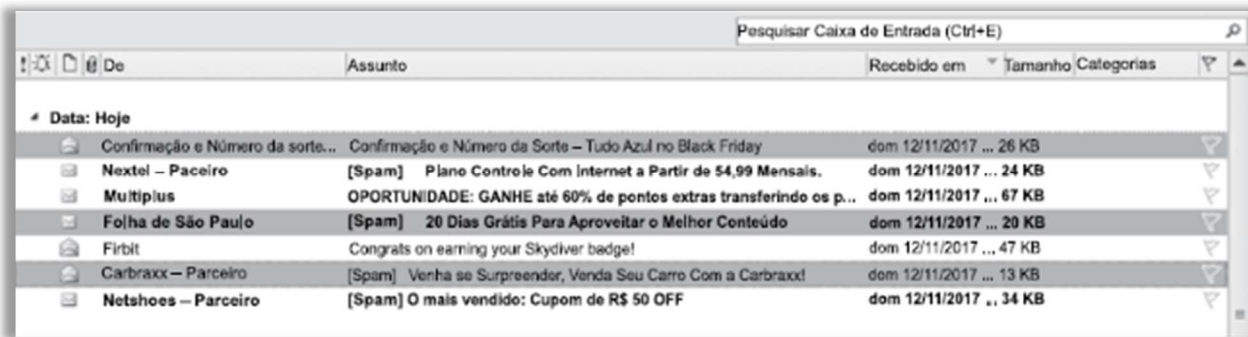 Pesquisar Caixa de Entrada (Ctrl+E)
! De Assunto Recebido em Tamanho Categorias
Data: Hoje
Confirmação e Número da sorte... Confirmação e Número da Sorte – Tudo Azul no Black Friday dom 12/11/2017 ... 26 KB
Nextel – Paceiro [Spam] Plano Controle Com Internet a Partir de 54,99 Mensais. dom 12/11/2017 ... 24 KB
Multiplus OPORTUNIDADE: GANHE até 60% de pontos extras transferindo os p... dom 12/11/2017 ... 67 KB
Folha de São Paulo [Spam] 20 Dias Grátis Para Aproveitar o Melhor Conteúdo dom 12/11/2017 ... 20 KB
Firbit Congrats on earning your Skydiver badge! dom 12/11/2017 ... 47 KB
Carbraxx – Parceiro [Spam] Venha se Surpreender, Venda Seu Carro Com a Carbraxx! dom 12/11/2017 ... 13 KB
Netshoes – Parceiro [Spam] O mais vendido: Cupom de R$ 50 OFF dom 12/11/2017 .. 34 KB